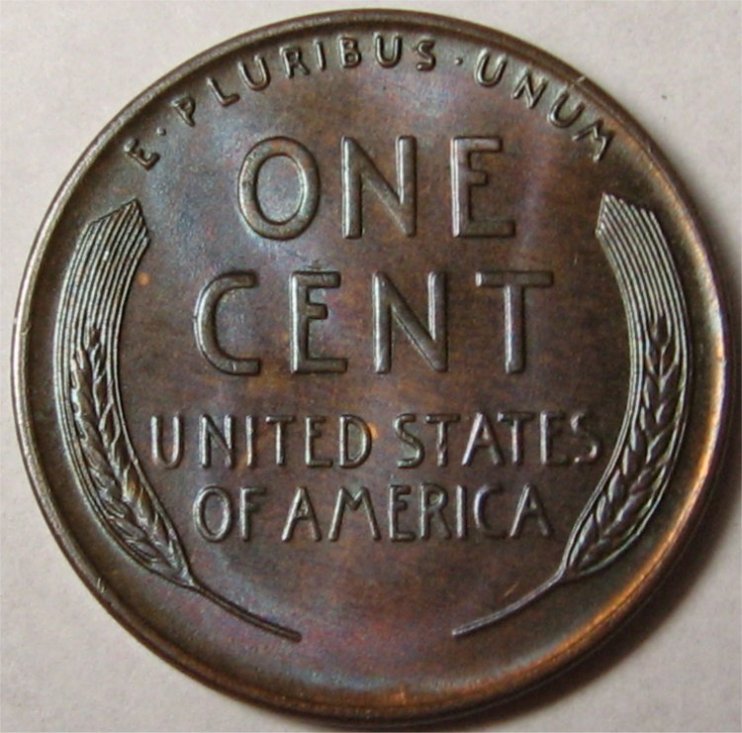 E·PLURIBUS·UNUM
ONE
CENT
UNITED STATES
OF AMERICA